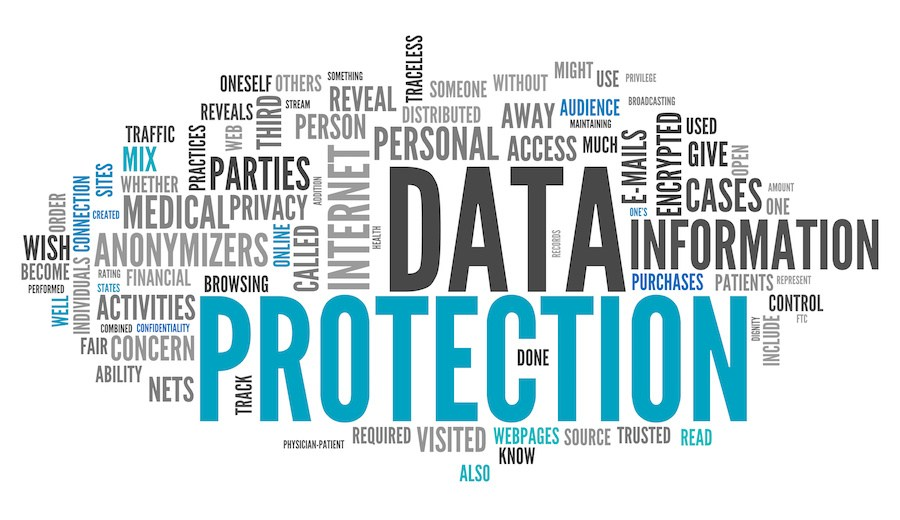 TRACELESS
ONESELF
OTHERS
SOMETHING
SOMEONE
WITHOUT
MIGHT
USE
PRIVILEGE
REVEALS
THIRD
STREAM
REVEAL
DISTRIBUTED
AWAY
AUDIENCE
BROADCASTING
MAINTAINING
TRAFFIC
PRACTICES
WEB
PERSON
PERSONAL
ACCESS
MUCH
E-MAILS
ENCRYPTED
USED
GIVE
OPEN
MIX
PARTIES
INTERNET
SITES
WHETHER
ADDITION
DATA
CASES
AMOUNT
ORDER
CONNECTION
CREATED
MEDICAL
PRIVACY
ONE'S
ONE
WISH
ANONYMIZERS
ONLINE
CALLED
HEALTH
RECORDS
INFORMATION
BECOME
INDIVIDUALS
RATING
FINANCIAL
BROWSING
PURCHASES
PATIENTS
REPRESENT
PERFORMED
STATES
WELL
ACTIVITIES
PROTECTION
CONTROL
FTC
COMBINED
CONFIDENTIALITY
DIGNITY
INCLUDE
FAIR
CONCERN
DONE
ABILITY
NETS
TRACK
PHYSICIAN-PATIENT
REQUIRED
VISITED
WEBPAGES
SOURCE
TRUSTED
READ
KNOW
ALSO